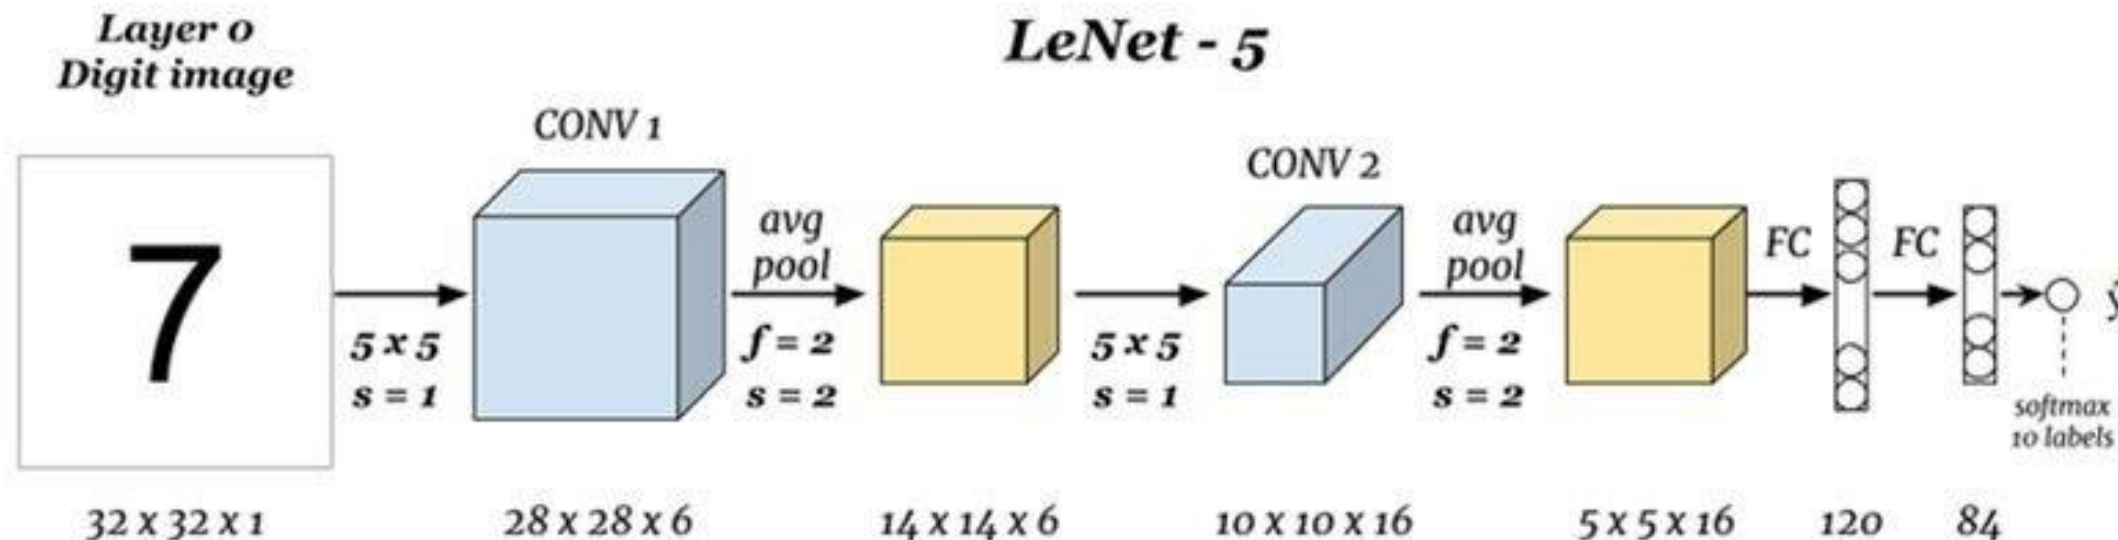 Layer 0
Digit image
LeNet - 5
CONV 1
CONV 2
7
avg
pool
avg
pool
FC
FC
5 x 5
s = 1
f = 2
s = 2
5 x 5
s = 1
f = 2
s = 2
softmax
10 labels
32 x 32 x 1
28 x 28 x 6
14 x 14 x 6
10 x 10 x 16
5 x 5 x 16
120
84